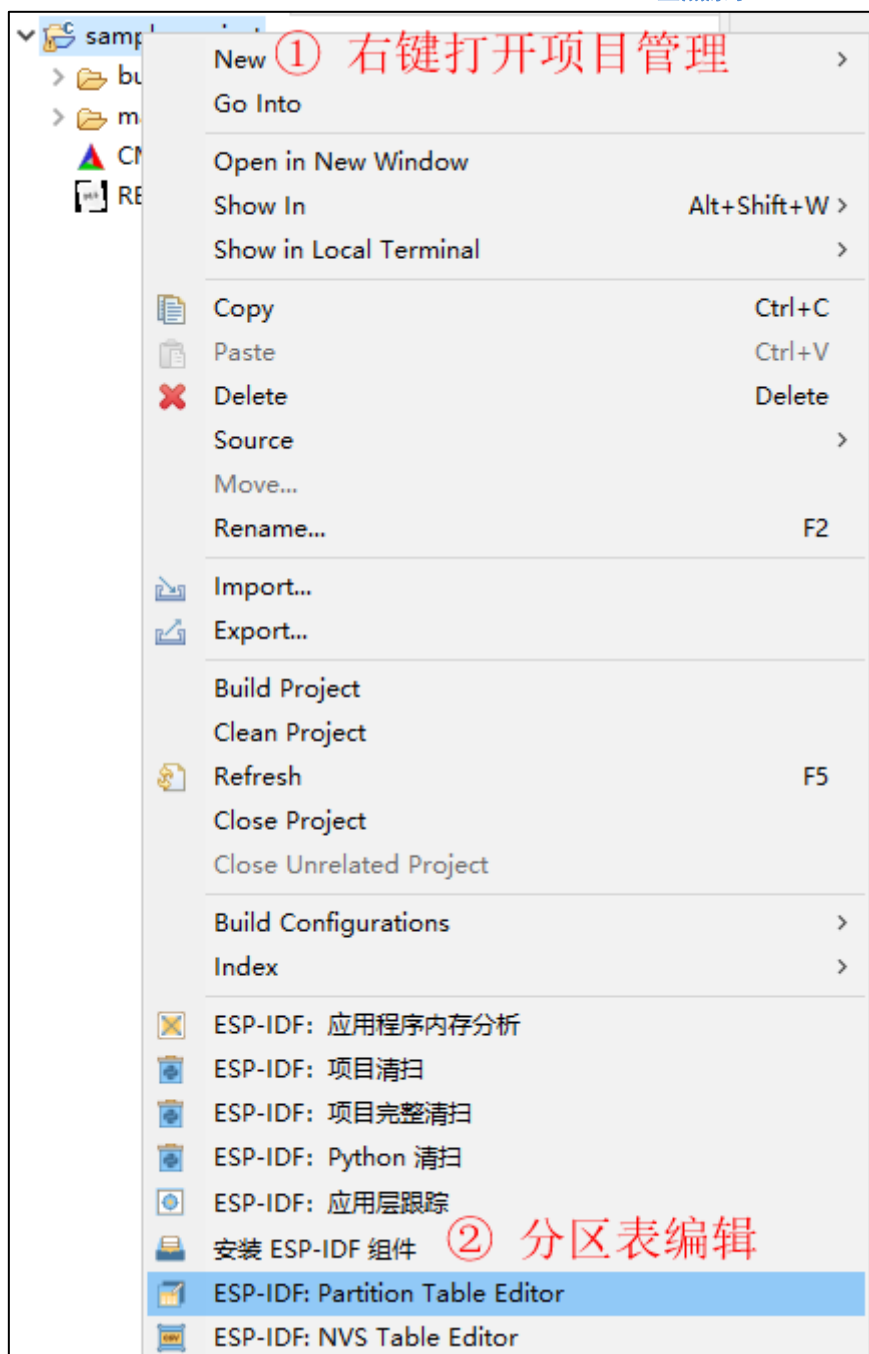 New ① 右键打开项目管理
Go Into
Open in New Window
Show In Alt+Shift+W
Show in Local Terminal
Copy Ctrl+C
Paste Ctrl+V
Delete Delete
Source
Move...
Rename... F2
Import...
Export...
Build Project
Clean Project
Refresh F5
Close Project
Close Unrelated Project
Build Configurations
Index
ESP-IDF：应用程序内存分析
ESP-IDF：项目清扫
ESP-IDF：项目完整清扫
ESP-IDF：Python 清扫
ESP-IDF：应用层跟踪
安装 ESP-IDF 组件 ② 分区表编辑
ESP-IDF: Partition Table Editor
ESP-IDF: NVS Table Editor